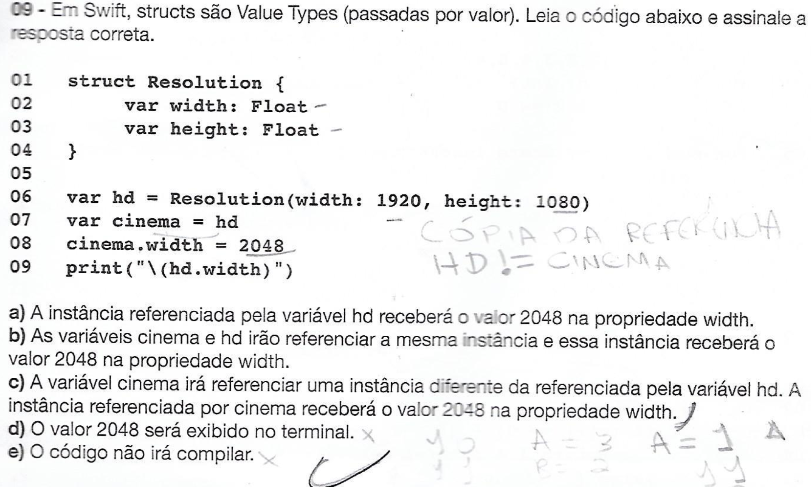 09 - Em Swift, structs são Value Types (passadas por valor). Leia o código abaixo e assinale a
resposta correta.
01 struct Resolution {
02 var width: Float -
03 var height: Float -
04 }
05
06 var hd = Resolution(width: 1920, height: 1080)
07 var cinema = hd
08 cinema.width = 2048
09 print("\(hd.width)")
CÓPIA DA REFERÊNCIA
HD != CINEMA
a) A instância referenciada pela variável hd receberá o valor 2048 na propriedade width.
b) As variáveis cinema e hd irão referenciar a mesma instância e essa instância receberá o
valor 2048 na propriedade width.
c) A variável cinema irá referenciar uma instância diferente da referenciada pela variável hd. A
instância referenciada por cinema receberá o valor 2048 na propriedade width.
d) O valor 2048 será exibido no terminal. x
e) O código não irá compilar. x
A = 3 A = 1